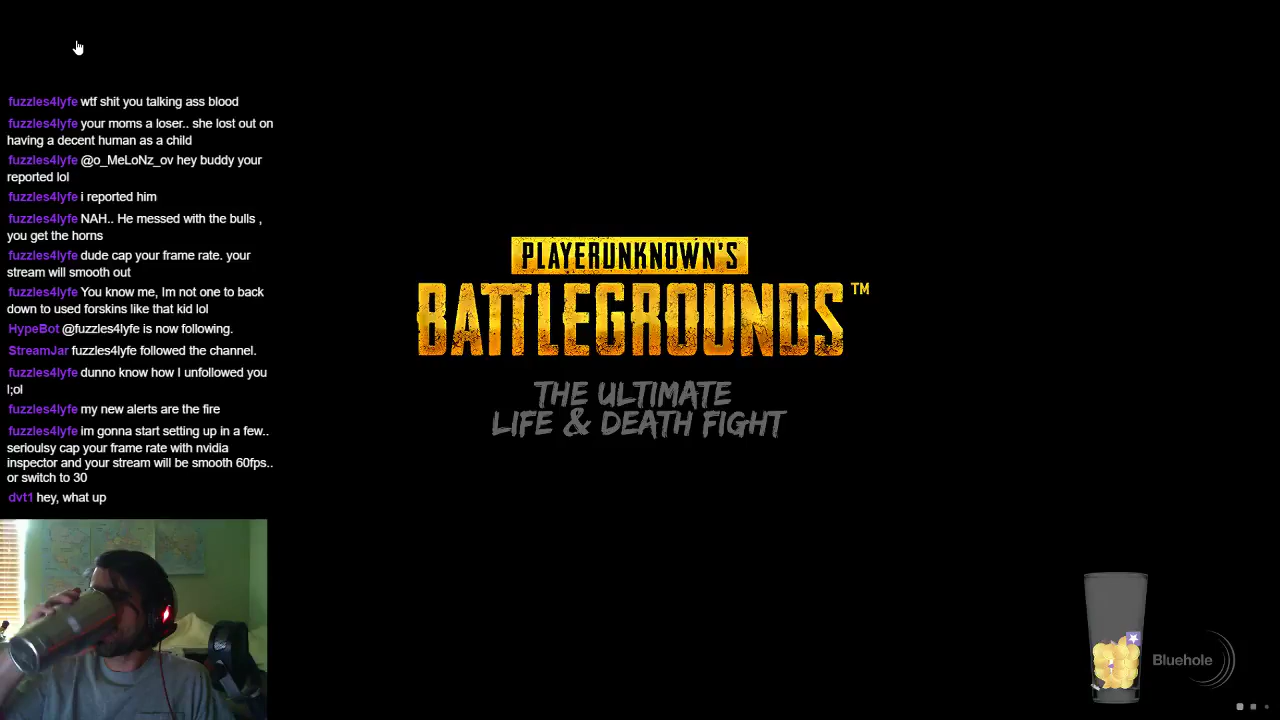 fuzzles4lyfe wtf shit you talking ass blood
fuzzles4lyfe your moms a loser.. she lost out on
having a decent human as a child
fuzzles4lyfe @o_MeLoNz_ov hey buddy your
reported lol
fuzzles4lyfe i reported him
fuzzles4lyfe NAH.. He messed with the bulls ,
you get the horns
fuzzles4lyfe dude cap your frame rate. your
stream will smooth out
fuzzles4lyfe You know me, Im not one to back
down to used forskins like that kid lol
HypeBot @fuzzles4lyfe is now following.
StreamJar fuzzles4lyfe followed the channel.
fuzzles4lyfe dunno know how I unfollowed you
l;ol
fuzzles4lyfe my new alerts are the fire
fuzzles4lyfe im gonna start setting up in a few..
serioulsy cap your frame rate with nvidia
inspector and your stream will be smooth 60fps..
or switch to 30
dvt1 hey, what up
PLAYERUNKNOWN'S
BATTLEGROUNDS™
THE ULTIMATE
LIFE & DEATH FIGHT
Bluehole